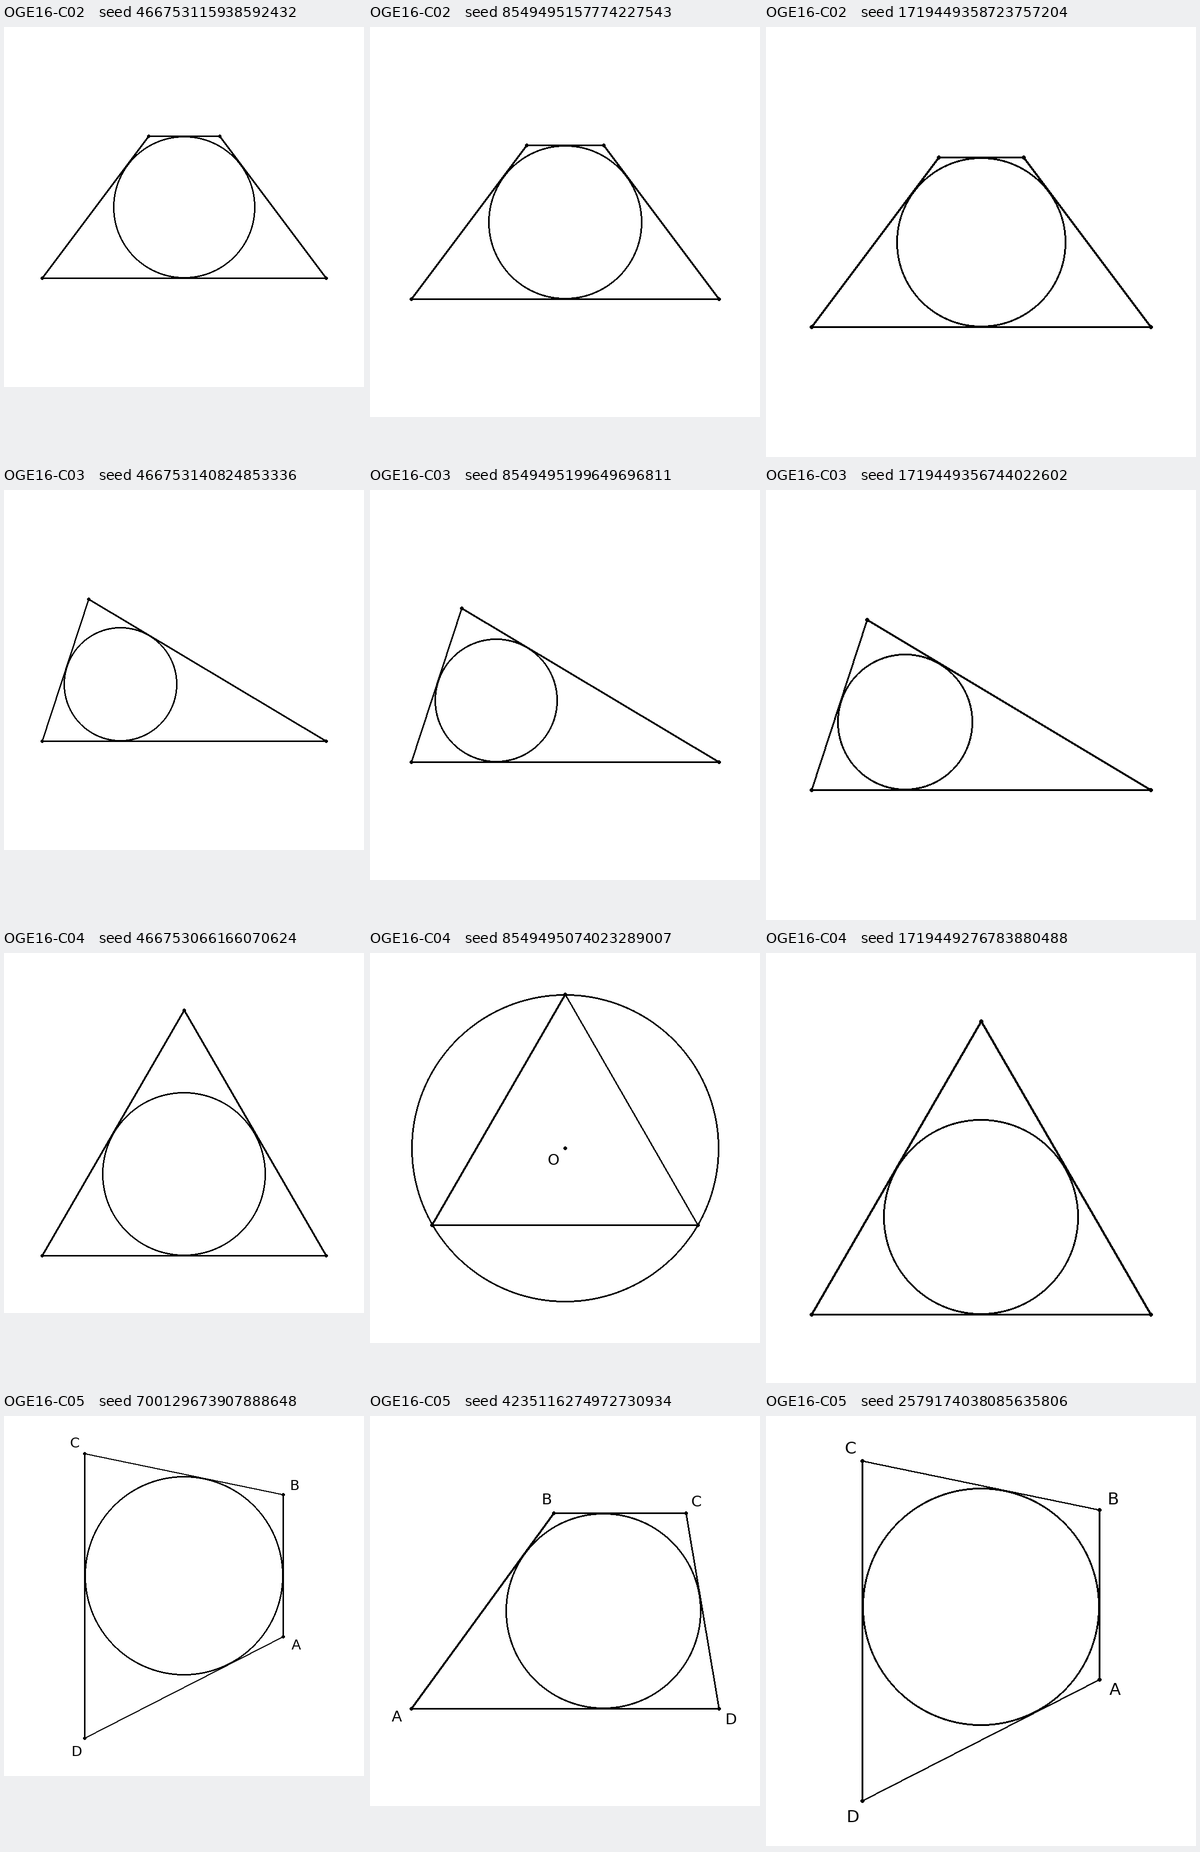 OGE16-C02 seed 466753115938592432
OGE16-C02 seed 8549495157774227543
OGE16-C02 seed 1719449358723757204
OGE16-C03 seed 466753140824853336
OGE16-C03 seed 8549495199649696811
OGE16-C03 seed 1719449356744022602
OGE16-C04 seed 466753066166070624
OGE16-C04 seed 8549495074023289007
OGE16-C04 seed 1719449276783880488
O
OGE16-C05 seed 700129673907888648
OGE16-C05 seed 4235116274972730934
OGE16-C05 seed 2579174038085635806
C
B
A
D
B
C
A
D
C
B
A
D